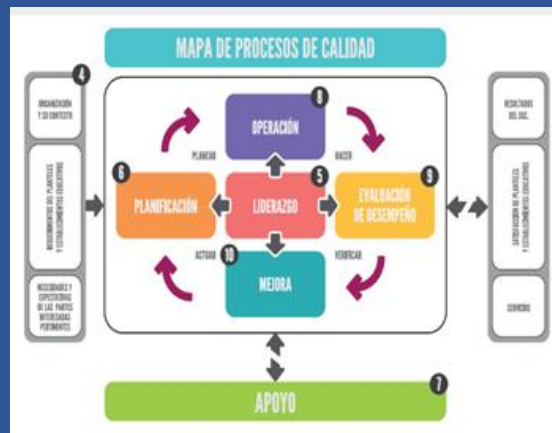 MAPA DE PROCESOS DE CALIDAD
4
ORGANIZACIÓN
Y SU CONTEXTO
REQUERIMIENTOS DEL PLANTELES
Y ESTABLECIMIENTOS EDUCATIVOS
NECESIDADES Y
EXPECTATIVAS
DE LAS PARTES
INTERESADAS
PERTINENTES
8
OPERACIÓN
PLANEAR
HACER
6
PLANIFICACIÓN
5
LIDERAZGO
9
EVALUACIÓN
DE DESEMPEÑO
ACTUAR
10
MEJORA
VERIFICAR
RESULTADOS
DEL SGC.
SATISFACCIÓN DE PLANTELES
Y ESTABLECIMIENTOS EDUCATIVOS
SERVICIOS
7
APOYO